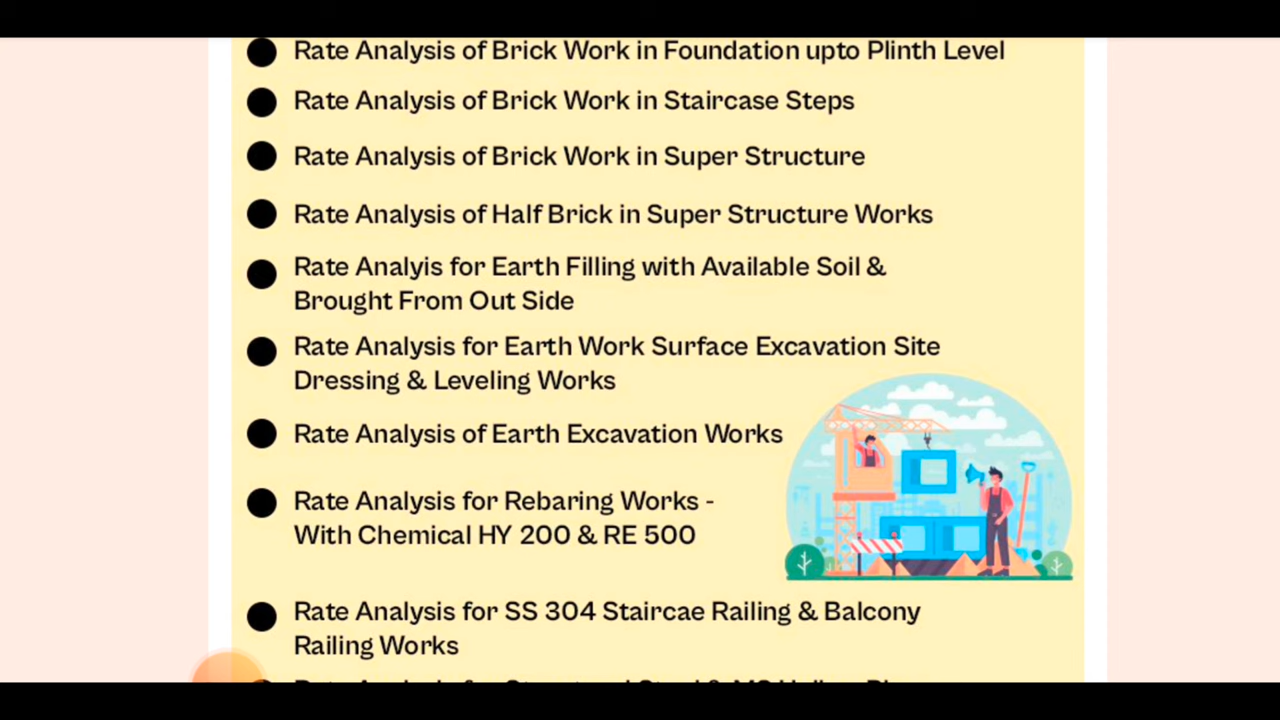 Rate Analysis of Brick Work in Foundation upto Plinth Level
Rate Analysis of Brick Work in Staircase Steps
Rate Analysis of Brick Work in Super Structure
Rate Analysis of Half Brick in Super Structure Works
Rate Analyis for Earth Filling with Available Soil &
Brought From Out Side
Rate Analysis for Earth Work Surface Excavation Site
Dressing & Leveling Works
Rate Analysis of Earth Excavation Works
Rate Analysis for Rebaring Works -
With Chemical HY 200 & RE 500
Rate Analysis for SS 304 Staircae Railing & Balcony
Railing Works